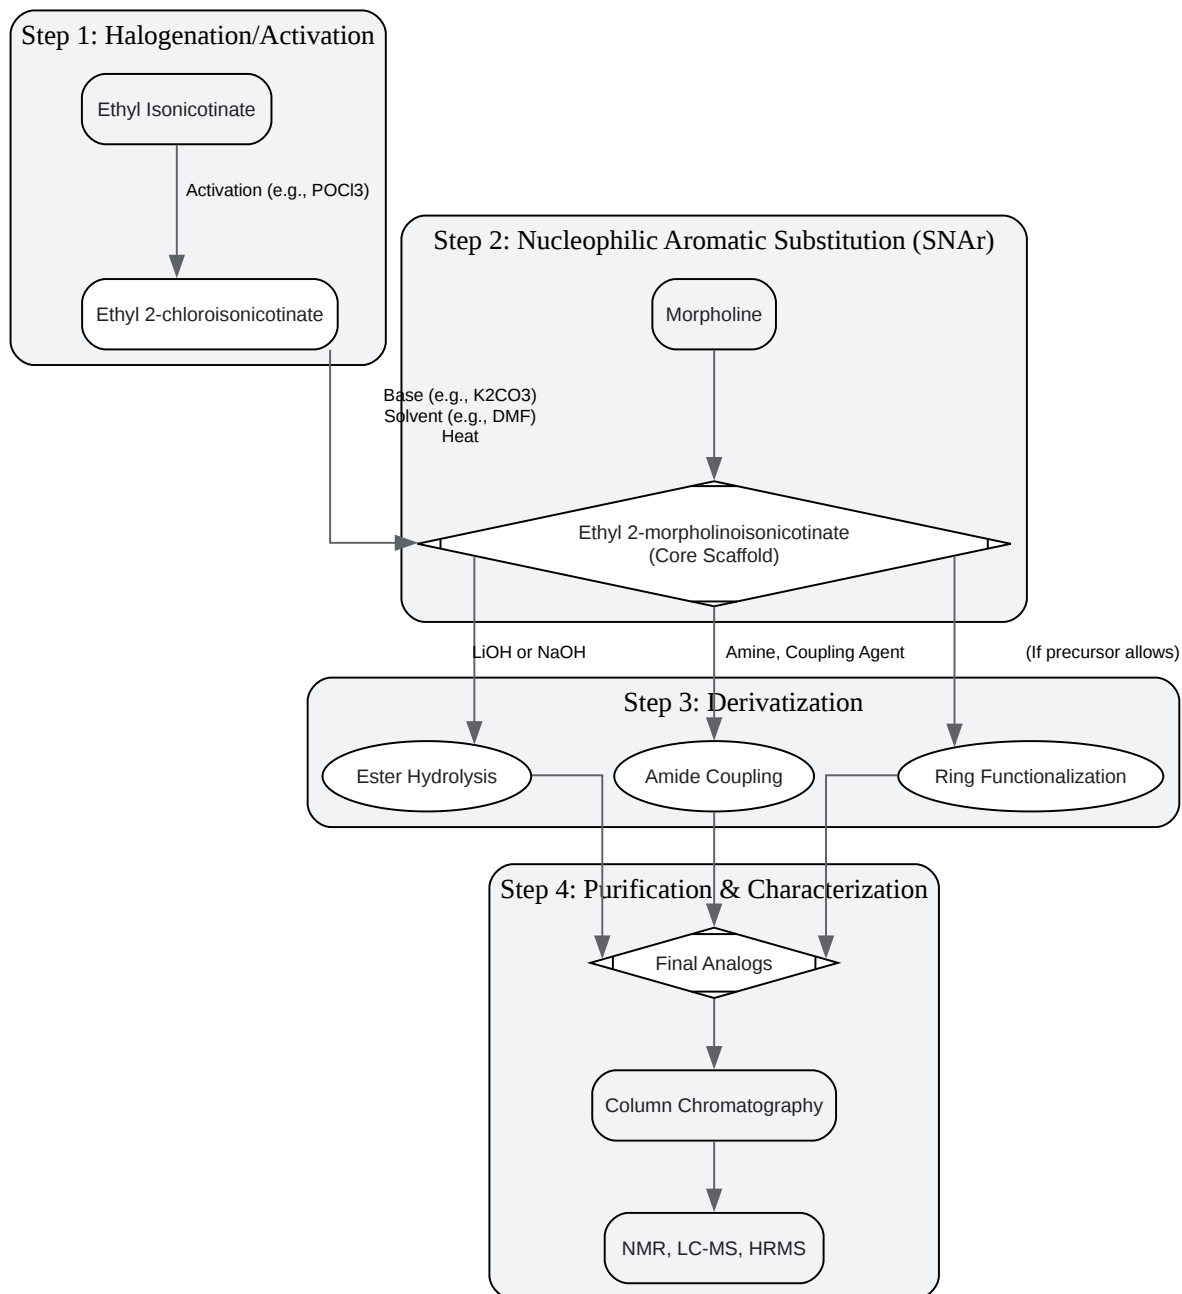 Step 1: Halogenation/Activation
Ethyl Isonicotinate
Activation (e.g., POCl3)
Ethyl 2-chloroisonicotinate
Step 2: Nucleophilic Aromatic Substitution (SNAr)
Morpholine
Base (e.g., K2CO3)
Solvent (e.g., DMF)
Heat
Ethyl 2-morpholinoisonicotinate
(Core Scaffold)
LiOH or NaOH
Amine, Coupling Agent
(If precursor allows)
Step 3: Derivatization
Ester Hydrolysis
Amide Coupling
Ring Functionalization
Step 4: Purification & Characterization
Final Analogs
Column Chromatography
NMR, LC-MS, HRMS